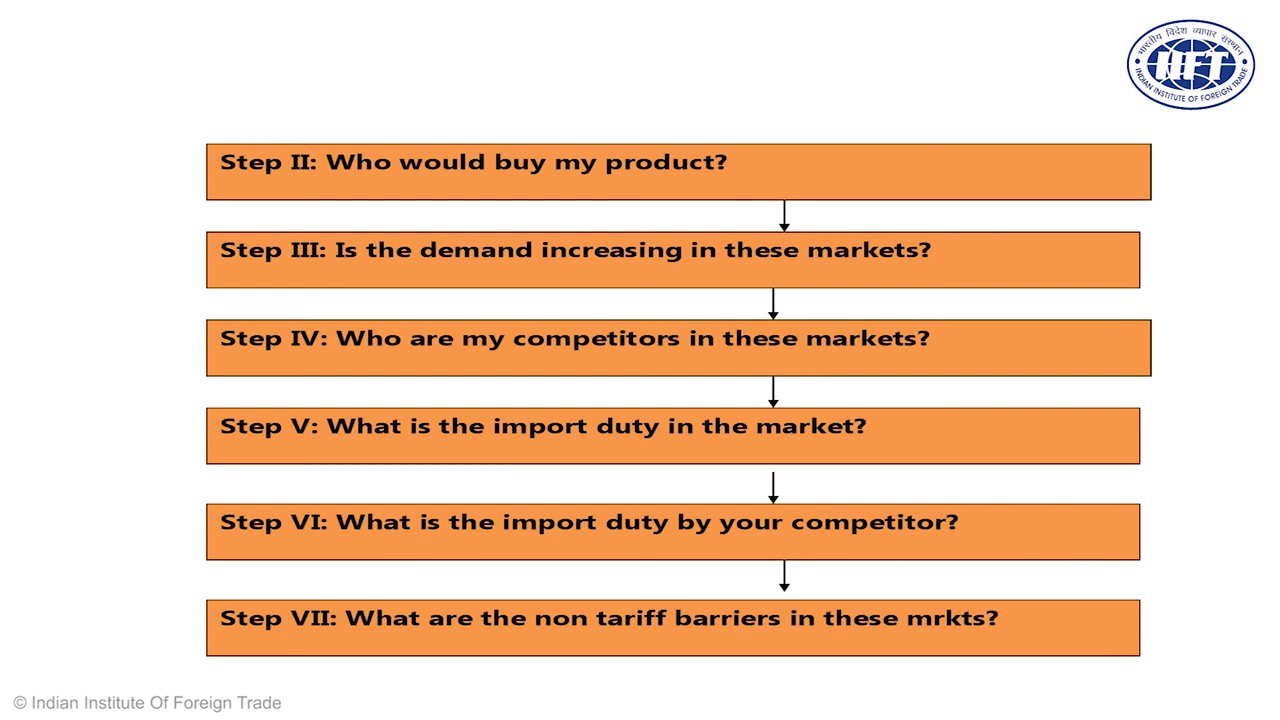 भारतीय विदेश व्यापार संस्थान
IIFT
INDIAN INSTITUTE OF FOREIGN TRADE
Step II: Who would buy my product?
Step III: Is the demand increasing in these markets?
Step IV: Who are my competitors in these markets?
Step V: What is the import duty in the market?
Step VI: What is the import duty by your competitor?
Step VII: What are the non tariff barriers in these mrkts?
© Indian Institute Of Foreign Trade